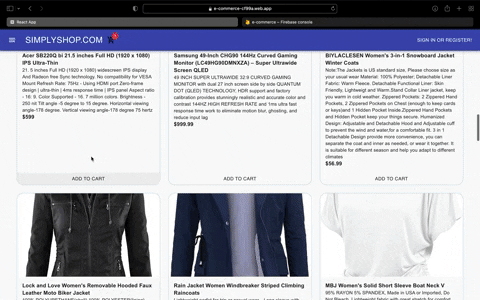 e-commerce-cf99a.web.app
React App
e-commerce – Firebase console
SIMPLYSHOP.COM
SIGN IN OR REGISTER!
Acer SB220Q bi 21.5 inches Full HD (1920 x 1080)
IPS Ultra-Thin
21. 5 inches Full HD (1920 x 1080) widescreen IPS display
And Radeon free Sync technology. No compatibility for VESA
Mount Refresh Rate: 75Hz - Using HDMI port Zero-frame
design | ultra-thin | 4ms response time | IPS panel Aspect ratio
- 16: 9. Color Supported - 16. 7 million colors. Brightness -
250 nit Tilt angle -5 degree to 15 degree. Horizontal viewing
angle-178 degree. Vertical viewing angle-178 degree 75 hertz
$599
ADD TO CART
Samsung 49-Inch CHG90 144Hz Curved Gaming
Monitor (LC49HG90DMNXZA) – Super Ultrawide
Screen QLED
49 INCH SUPER ULTRAWIDE 32:9 CURVED GAMING
MONITOR with dual 27 inch screen side by side QUANTUM
DOT (QLED) TECHNOLOGY, HDR support and factory
calibration provides stunningly realistic and accurate color and
contrast 144HZ HIGH REFRESH RATE and 1ms ultra fast
response time work to eliminate motion blur, ghosting, and
reduce input lag
$999.99
ADD TO CART
BIYLACLESEN Women's 3-in-1 Snowboard Jacket
Winter Coats
Note:The Jackets is US standard size, Please choose size as
your usual wear Material: 100% Polyester; Detachable Liner
Fabric: Warm Fleece. Detachable Functional Liner: Skin
Friendly, Lightweigt and Warm.Stand Collar Liner jacket, keep
you warm in cold weather. Zippered Pockets: 2 Zippered Hand
Pockets, 2 Zippered Pockets on Chest (enough to keep cards
or keys)and 1 Hidden Pocket Inside.Zippered Hand Pockets
and Hidden Pocket keep your things secure. Humanized
Design: Adjustable and Detachable Hood and Adjustable cuff
to prevent the wind and water,for a comfortable fit. 3 in 1
Detachable Design provide more convenience, you can
separate the coat and inner as needed, or wear it together. It
is suitable for different season and help you adapt to different
climates
$56.99
ADD TO CART
Lock and Love Women's Removable Hooded Faux
Leather Moto Biker Jacket
Rain Jacket Women Windbreaker Striped Climbing
Raincoats
MBJ Women's Solid Short Sleeve Boat Neck V
95% RAYON 5% SPANDEX, Made in USA or Imported, Do